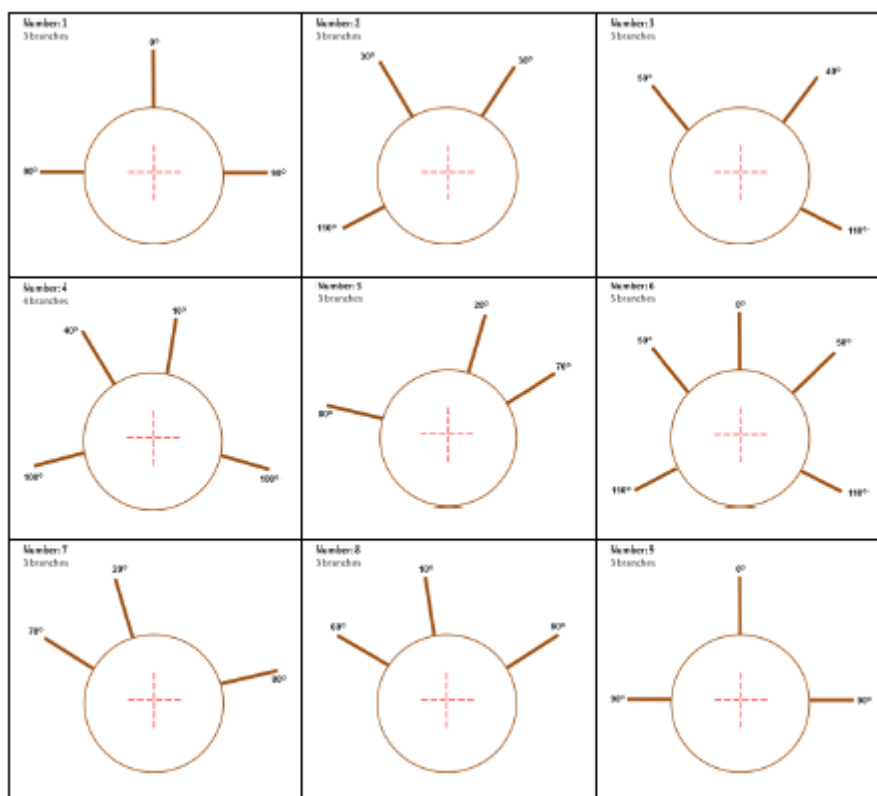 Number: 1
3 branches
0°
90°
90°
Number: 2
3 branches
30°
30°
110°
Number: 3
3 branches
50°
40°
110°
Number: 4
4 branches
40°
10°
100°
100°
Number: 5
3 branches
20°
70°
80°
Number: 6
5 branches
0°
50°
50°
110°
110°
Number: 7
3 branches
20°
70°
80°
Number: 8
3 branches
10°
60°
60°
Number: 9
3 branches
0°
90°
90°